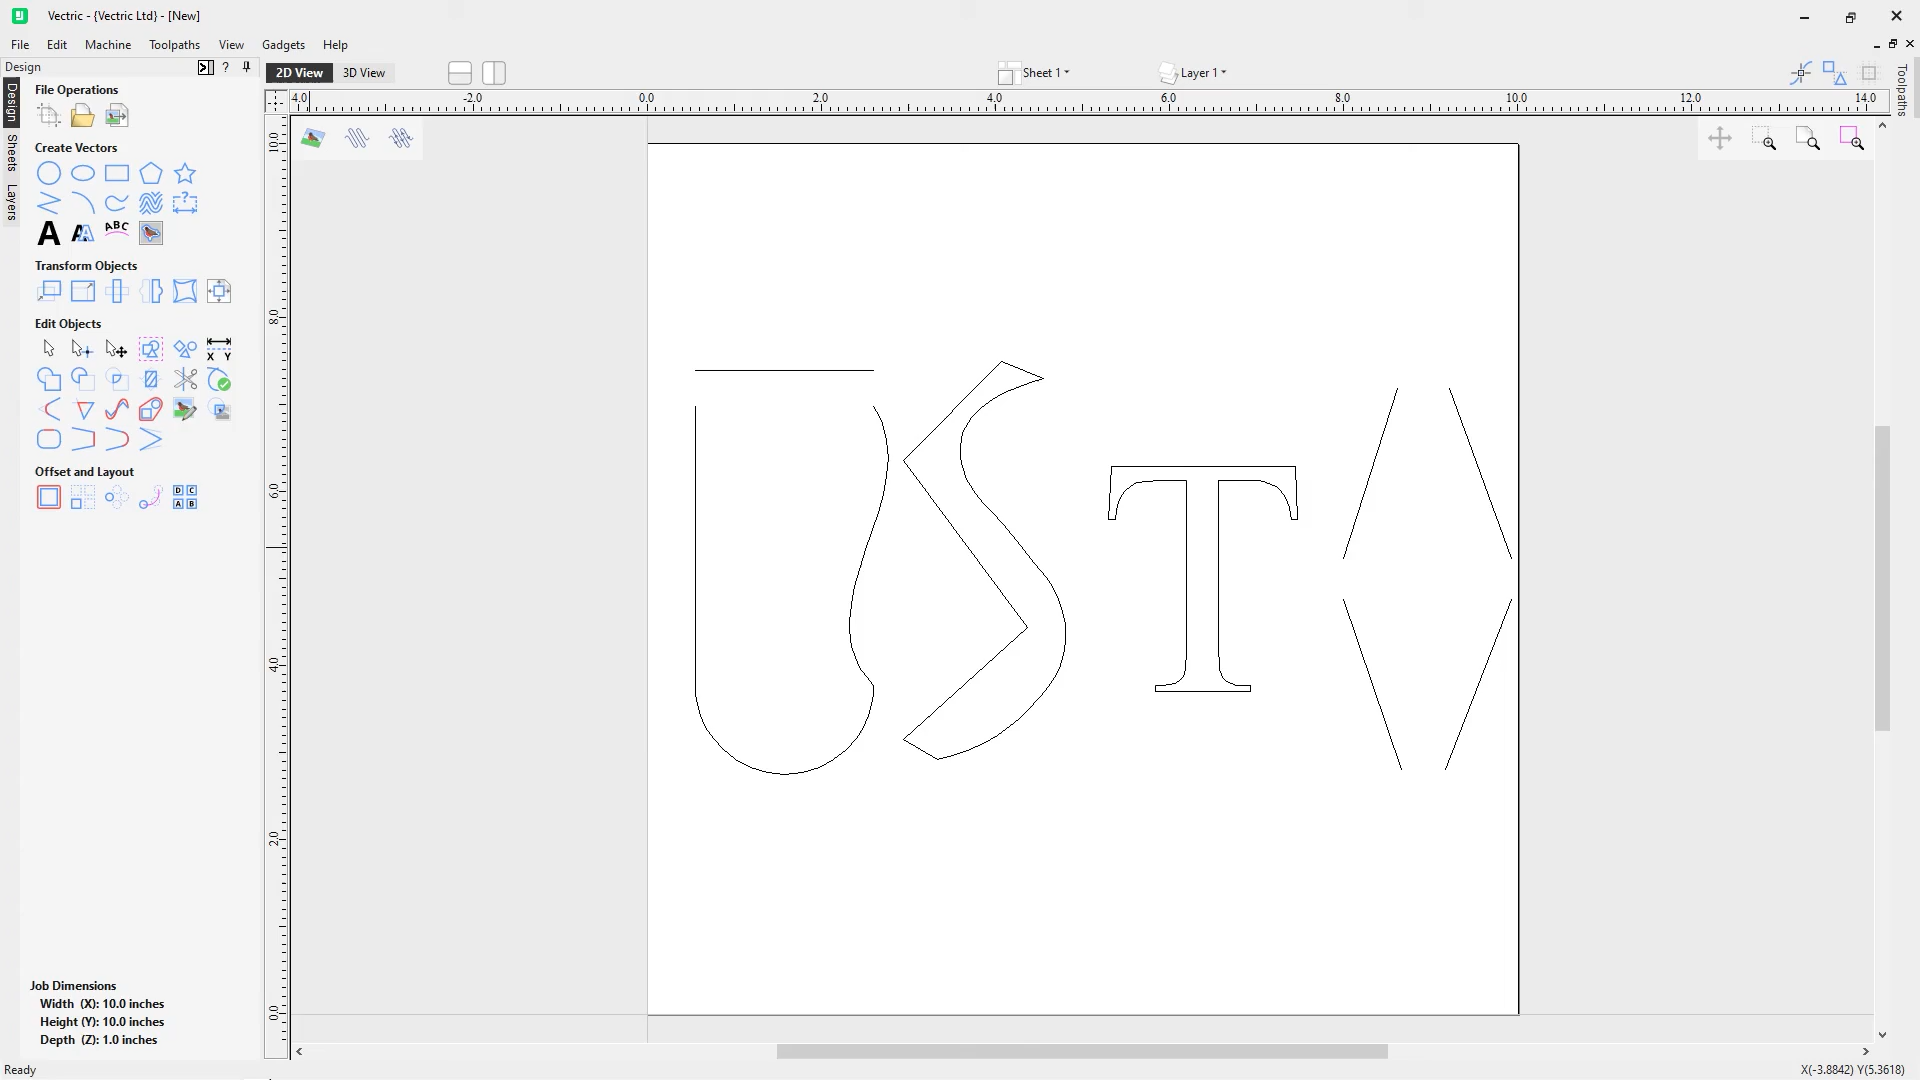 Vectric - {Vectric Ltd} - [New]
File Edit Machine Toolpaths View Gadgets Help
Design ?
2D View 3D View Sheet 1 Layer 1
Toolpaths
Design
Sheets
Layers
4.0 -2.0 0.0 2.0 4.0 6.0 8.0 10.0 12.0 14.0
10.0
8.0
6.0
4.0
2.0
0.0
File Operations
Create Vectors
?
A A A ABC
Transform Objects
Edit Objects
X Y
Offset and Layout
D C
A B
T
Job Dimensions
Width (X): 10.0 inches
Height (Y): 10.0 inches
Depth (Z): 1.0 inches
Ready
X(-3.8842) Y(5.3618)